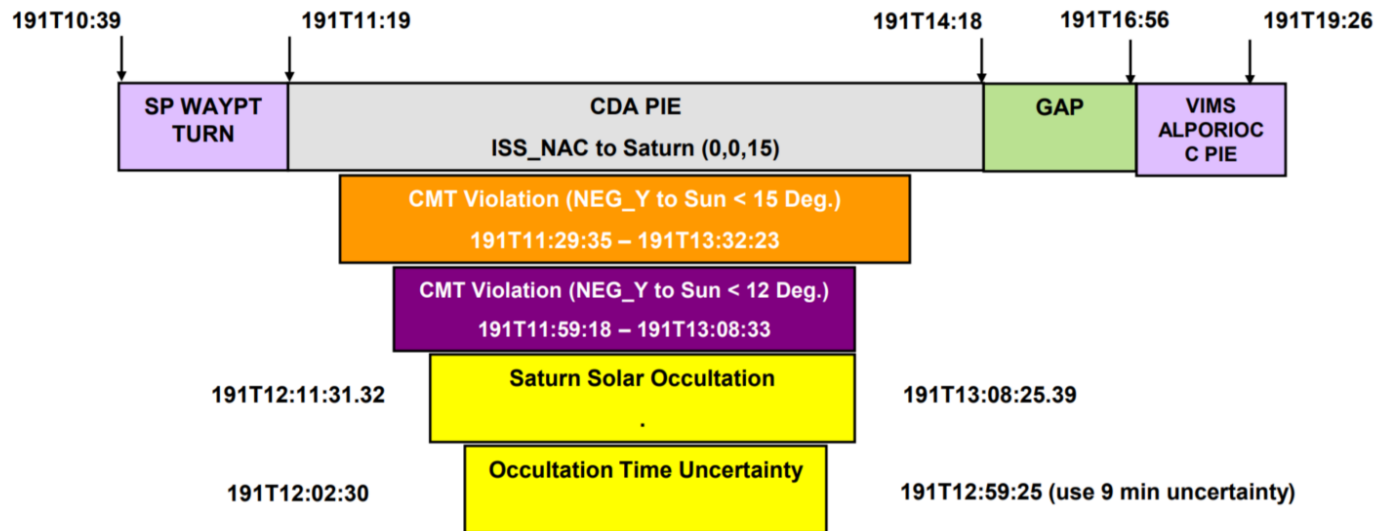 191T10:39
191T11:19
191T14:18
191T16:56
191T19:26
SP WAYPT
TURN
CDA PIE
ISS_NAC to Saturn (0,0,15)
GAP
VIMS
ALPORIOC
C PIE
CMT Violation (NEG_Y to Sun < 15 Deg.)
191T11:29:35 – 191T13:32:23
CMT Violation (NEG_Y to Sun < 12 Deg.)
191T11:59:18 – 191T13:08:33
191T12:11:31.32
Saturn Solar Occultation
.
191T13:08:25.39
191T12:02:30
Occultation Time Uncertainty
191T12:59:25 (use 9 min uncertainty)